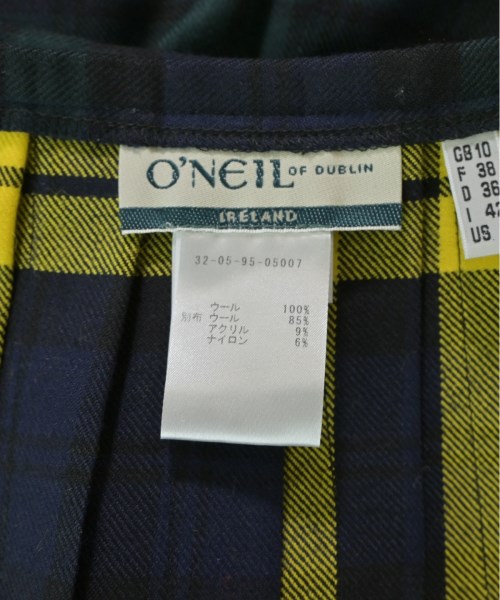 O'NEIL OF DUBLIN
IRELAND
32-05-95-05007
ウール 100%
別布 ウール 85%
アクリル 9%
ナイロン 6%
GB 10
F 38
D 36
I 42
US